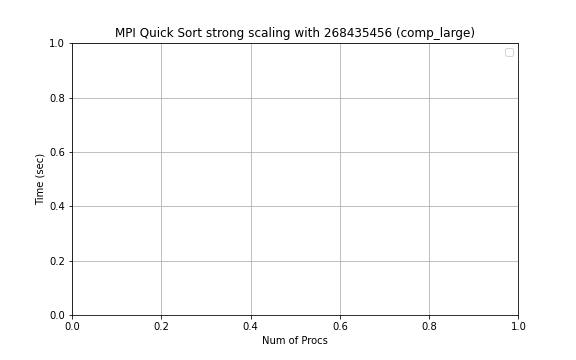 MPI Quick Sort strong scaling with 268435456 (comp_large)
1.0
0.8
0.6
0.4
0.2
0.0
Time (sec)
0.0 0.2 0.4 0.6 0.8 1.0
Num of Procs